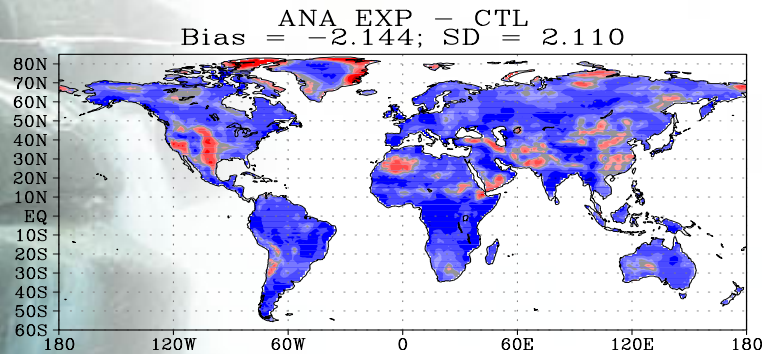 ANA EXP - CTL
Bias = -2.144; SD = 2.110
80N
70N
60N
50N
40N
30N
20N
10N
EQ
10S
20S
30S
40S
50S
60S
180 120W 60W 0 60E 120E 180